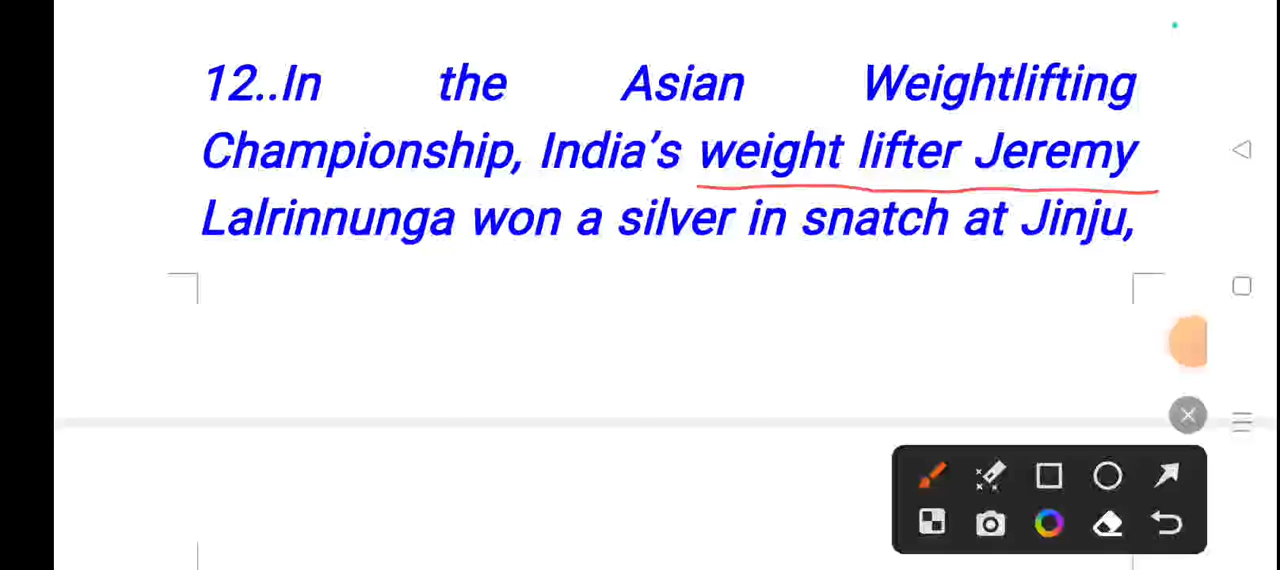 12..In the Asian Weightlifting
Championship, India’s weight lifter Jeremy
Lalrinnunga won a silver in snatch at Jinju,